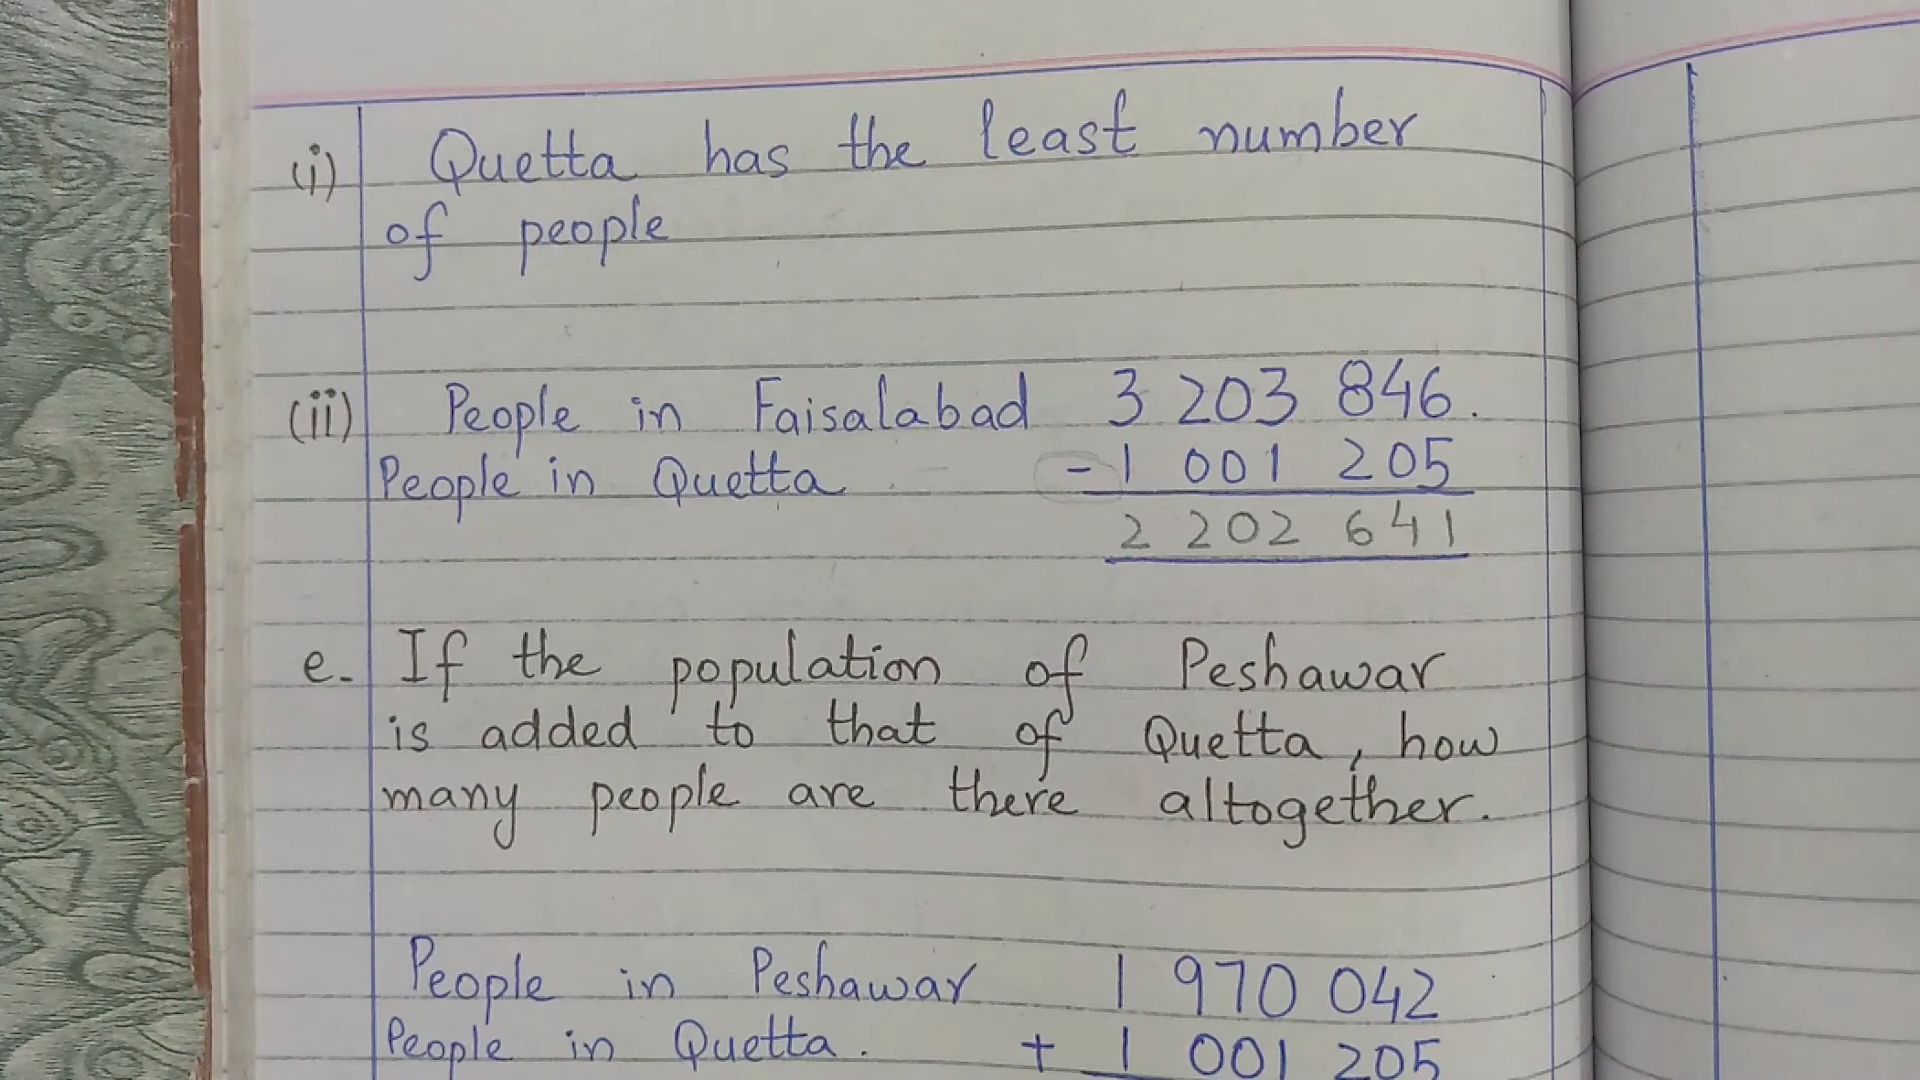 (i) Quetta has the least number
of people
(ii) People in Faisalabad 3 203 846.
People in Quetta - 1 001 205
2 202 641
e. If the population of Peshawar
is added to that of Quetta, how
many people are there altogether.
People in Peshawar 1 970 042
People in Quetta. + 1 001 205